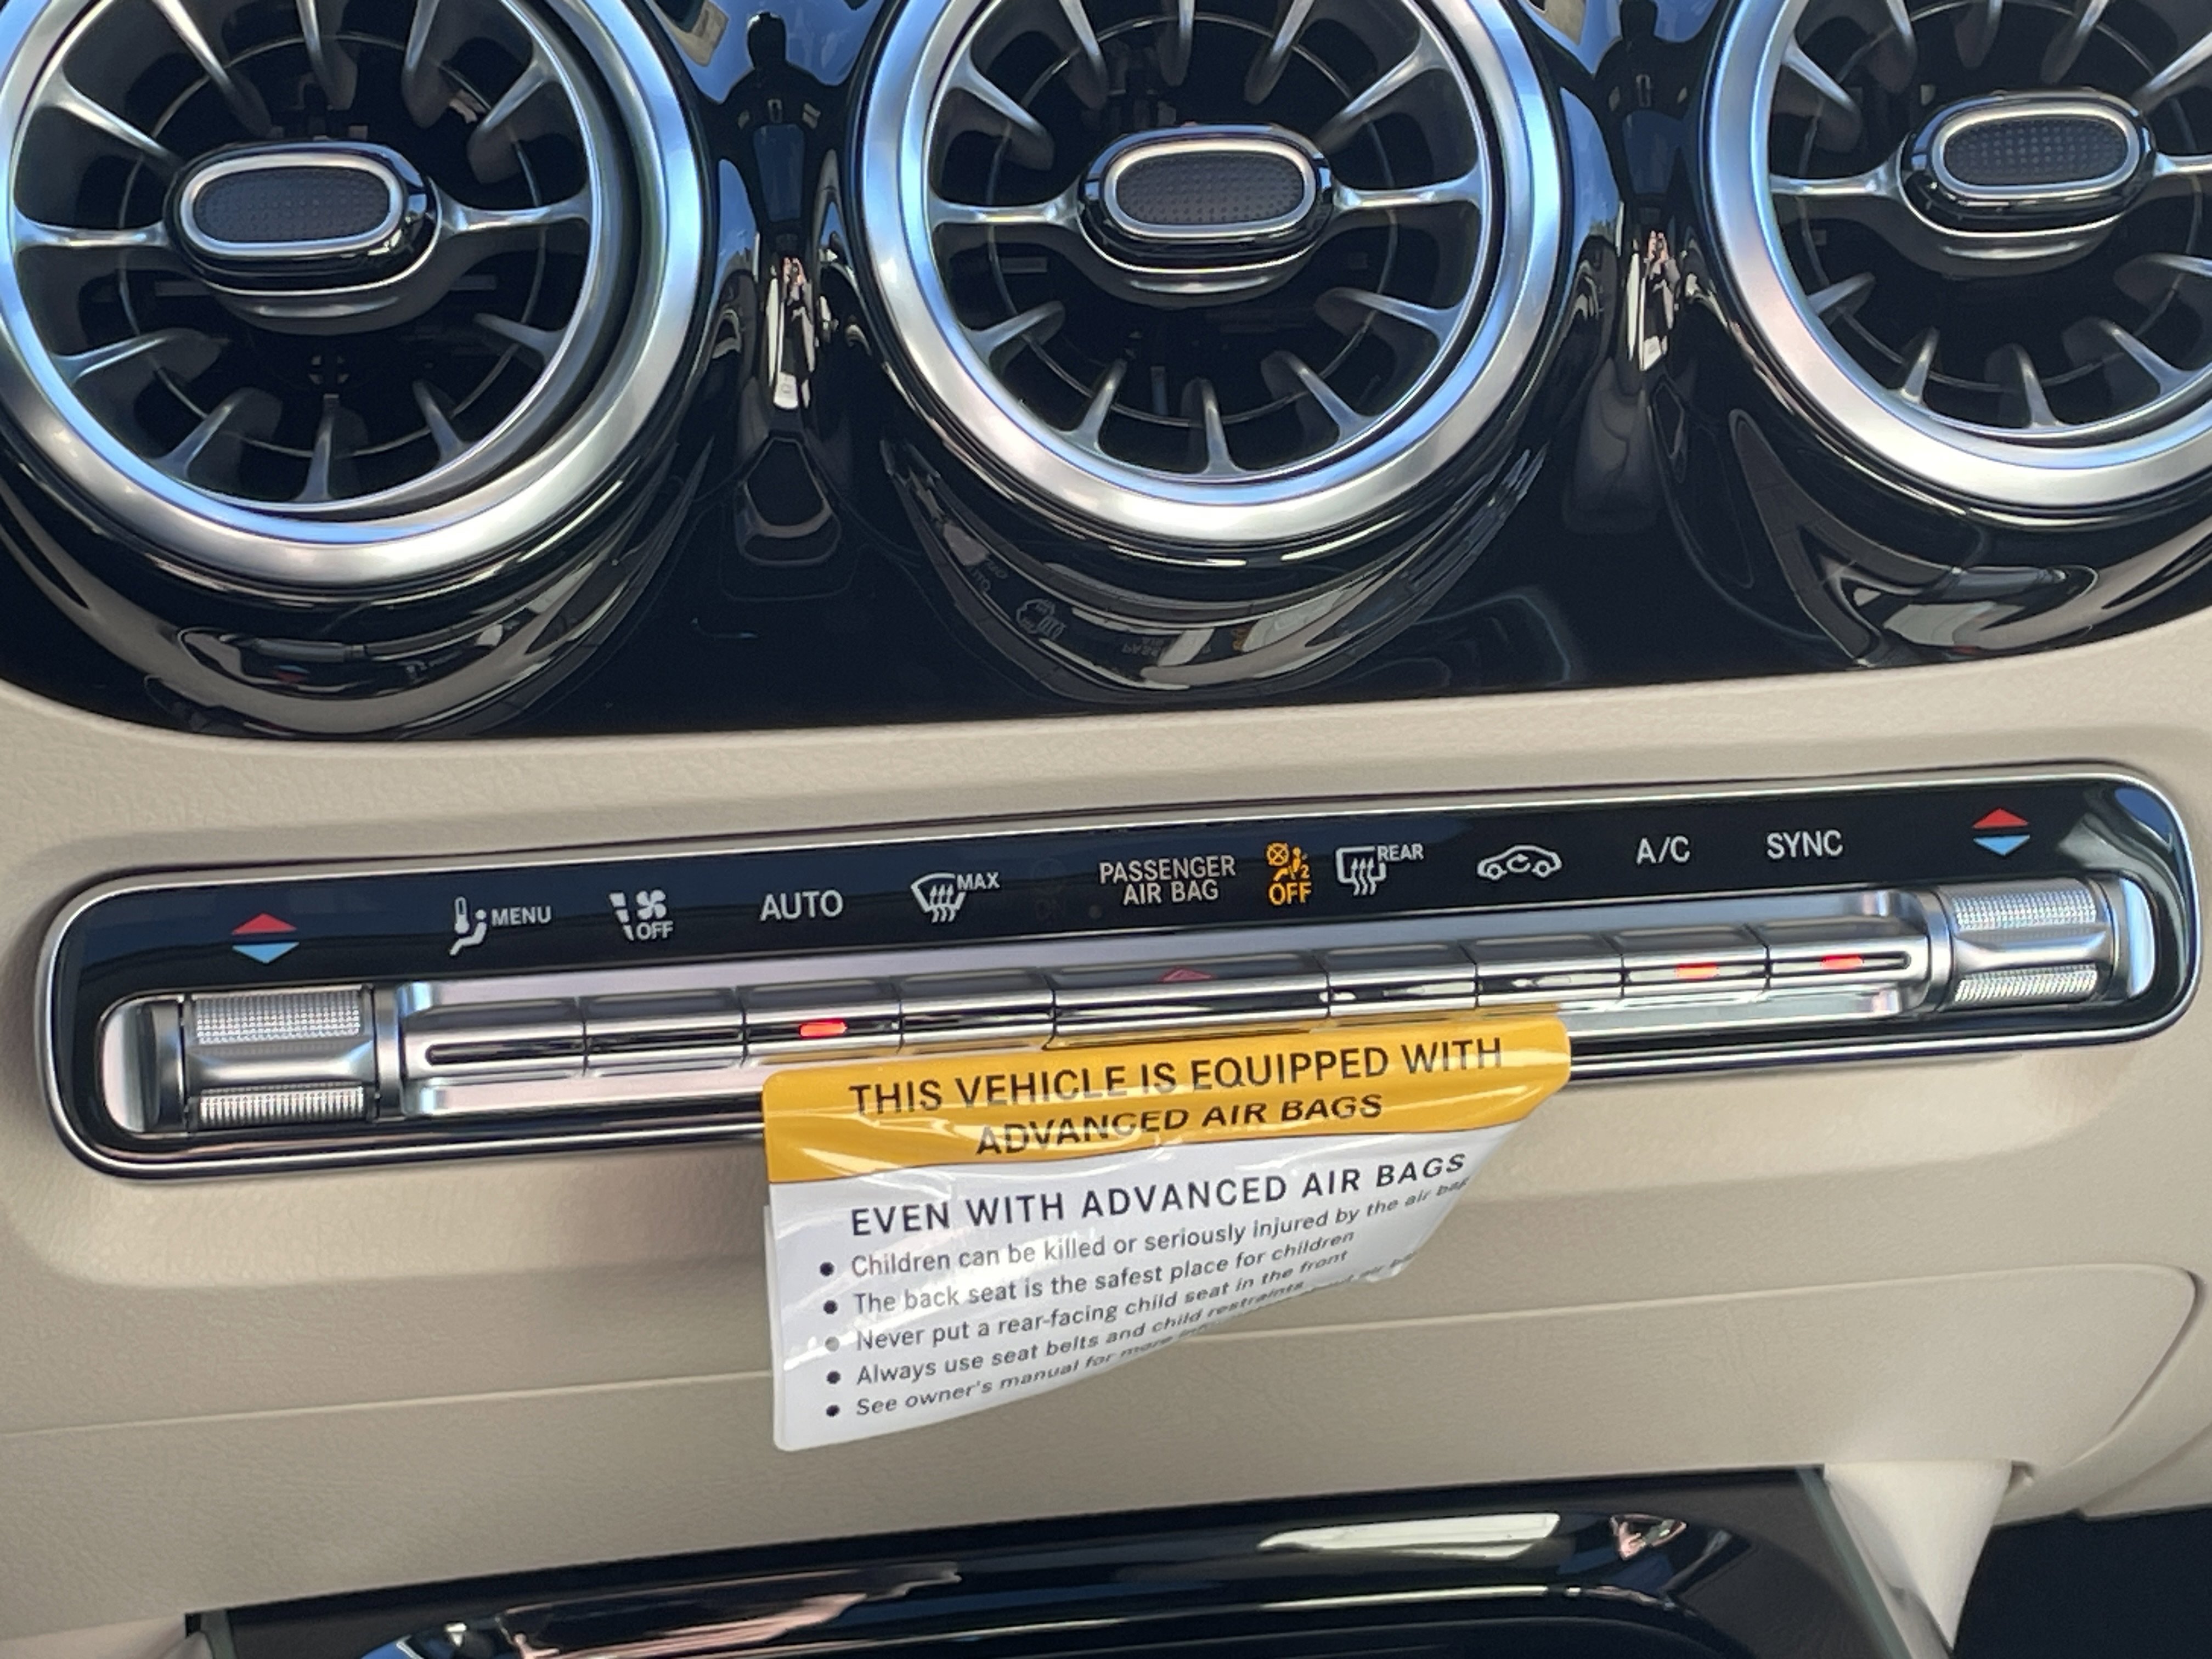 MENU
OFF
AUTO
MAX
PASSENGER
AIR BAG
2
OFF
REAR
A/C
SYNC
THIS VEHICLE IS EQUIPPED WITH
ADVANCED AIR BAGS
EVEN WITH ADVANCED AIR BAGS
• Children can be killed or seriously injured by the air bag
• The back seat is the safest place for children
• Never put a rear-facing child seat in the front
• Always use seat belts and child restraints
• See owner's manual for more